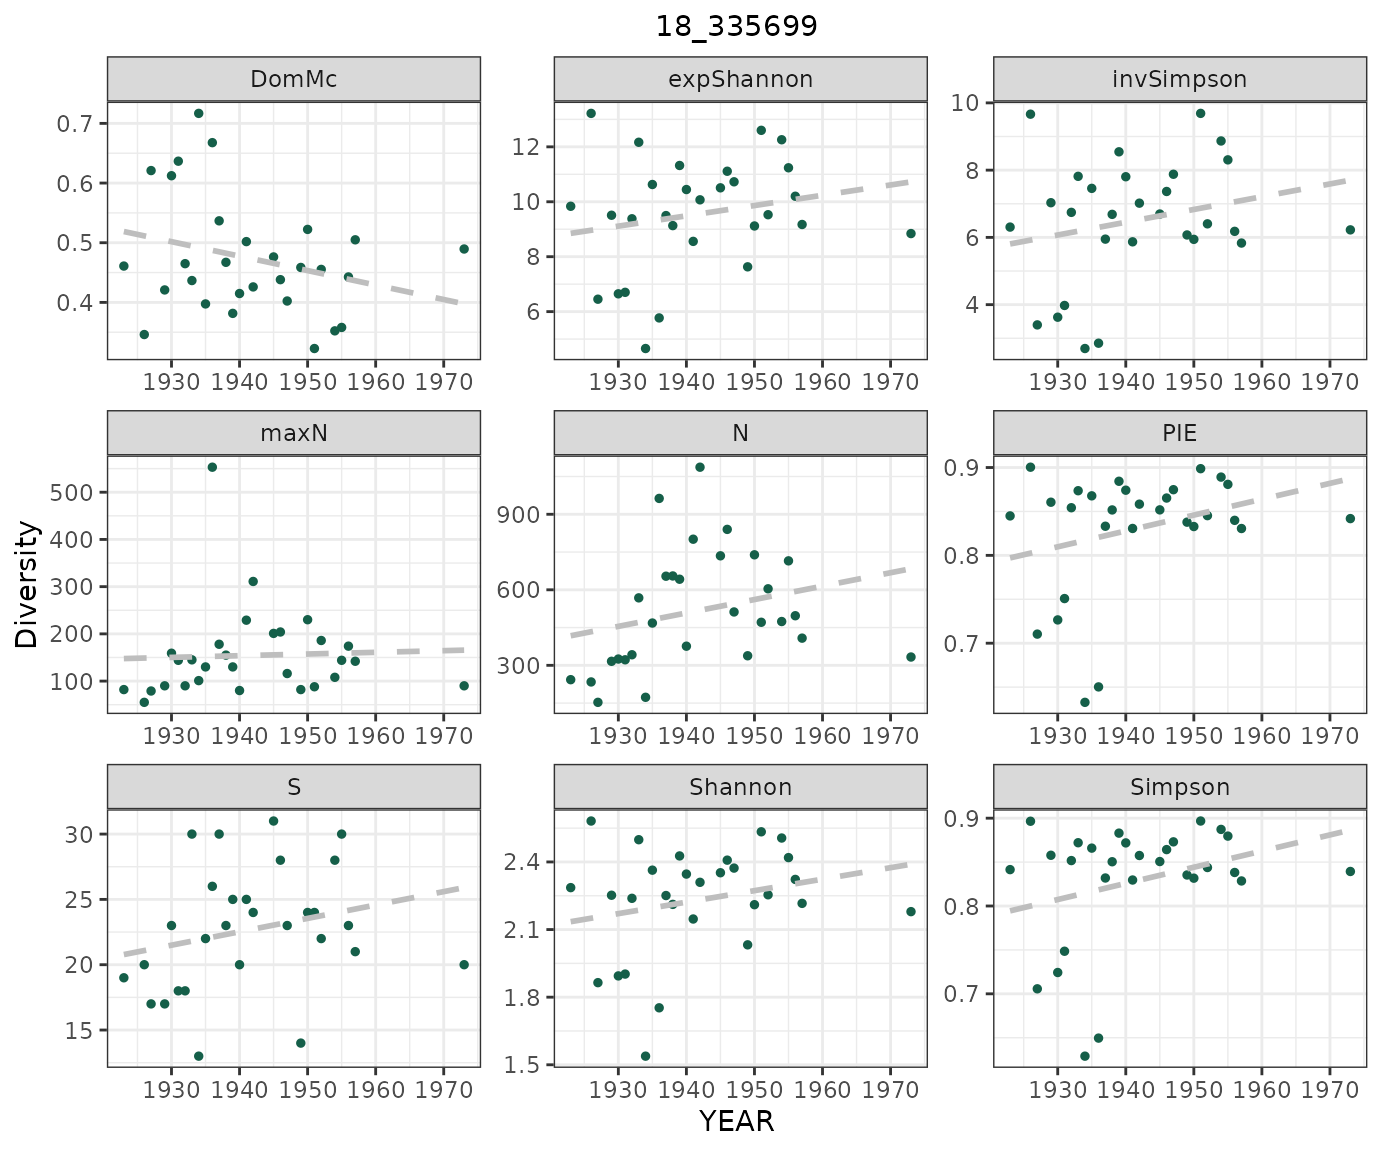 18_335699
DomMc expShannon invSimpson
0.7 0.6 0.5 0.4
12 10 8 6
10 8 6 4
1930 1940 1950 1960 1970 1930 1940 1950 1960 1970 1930 1940 1950 1960 1970
maxN N PIE
500 400 300 200 100
900 600 300
0.9 0.8 0.7
1930 1940 1950 1960 1970 1930 1940 1950 1960 1970 1930 1940 1950 1960 1970
Diversity
S Shannon Simpson
30 25 20 15
2.4 2.1 1.8 1.5
0.9 0.8 0.7
1930 1940 1950 1960 1970 1930 1940 1950 1960 1970 1930 1940 1950 1960 1970
YEAR